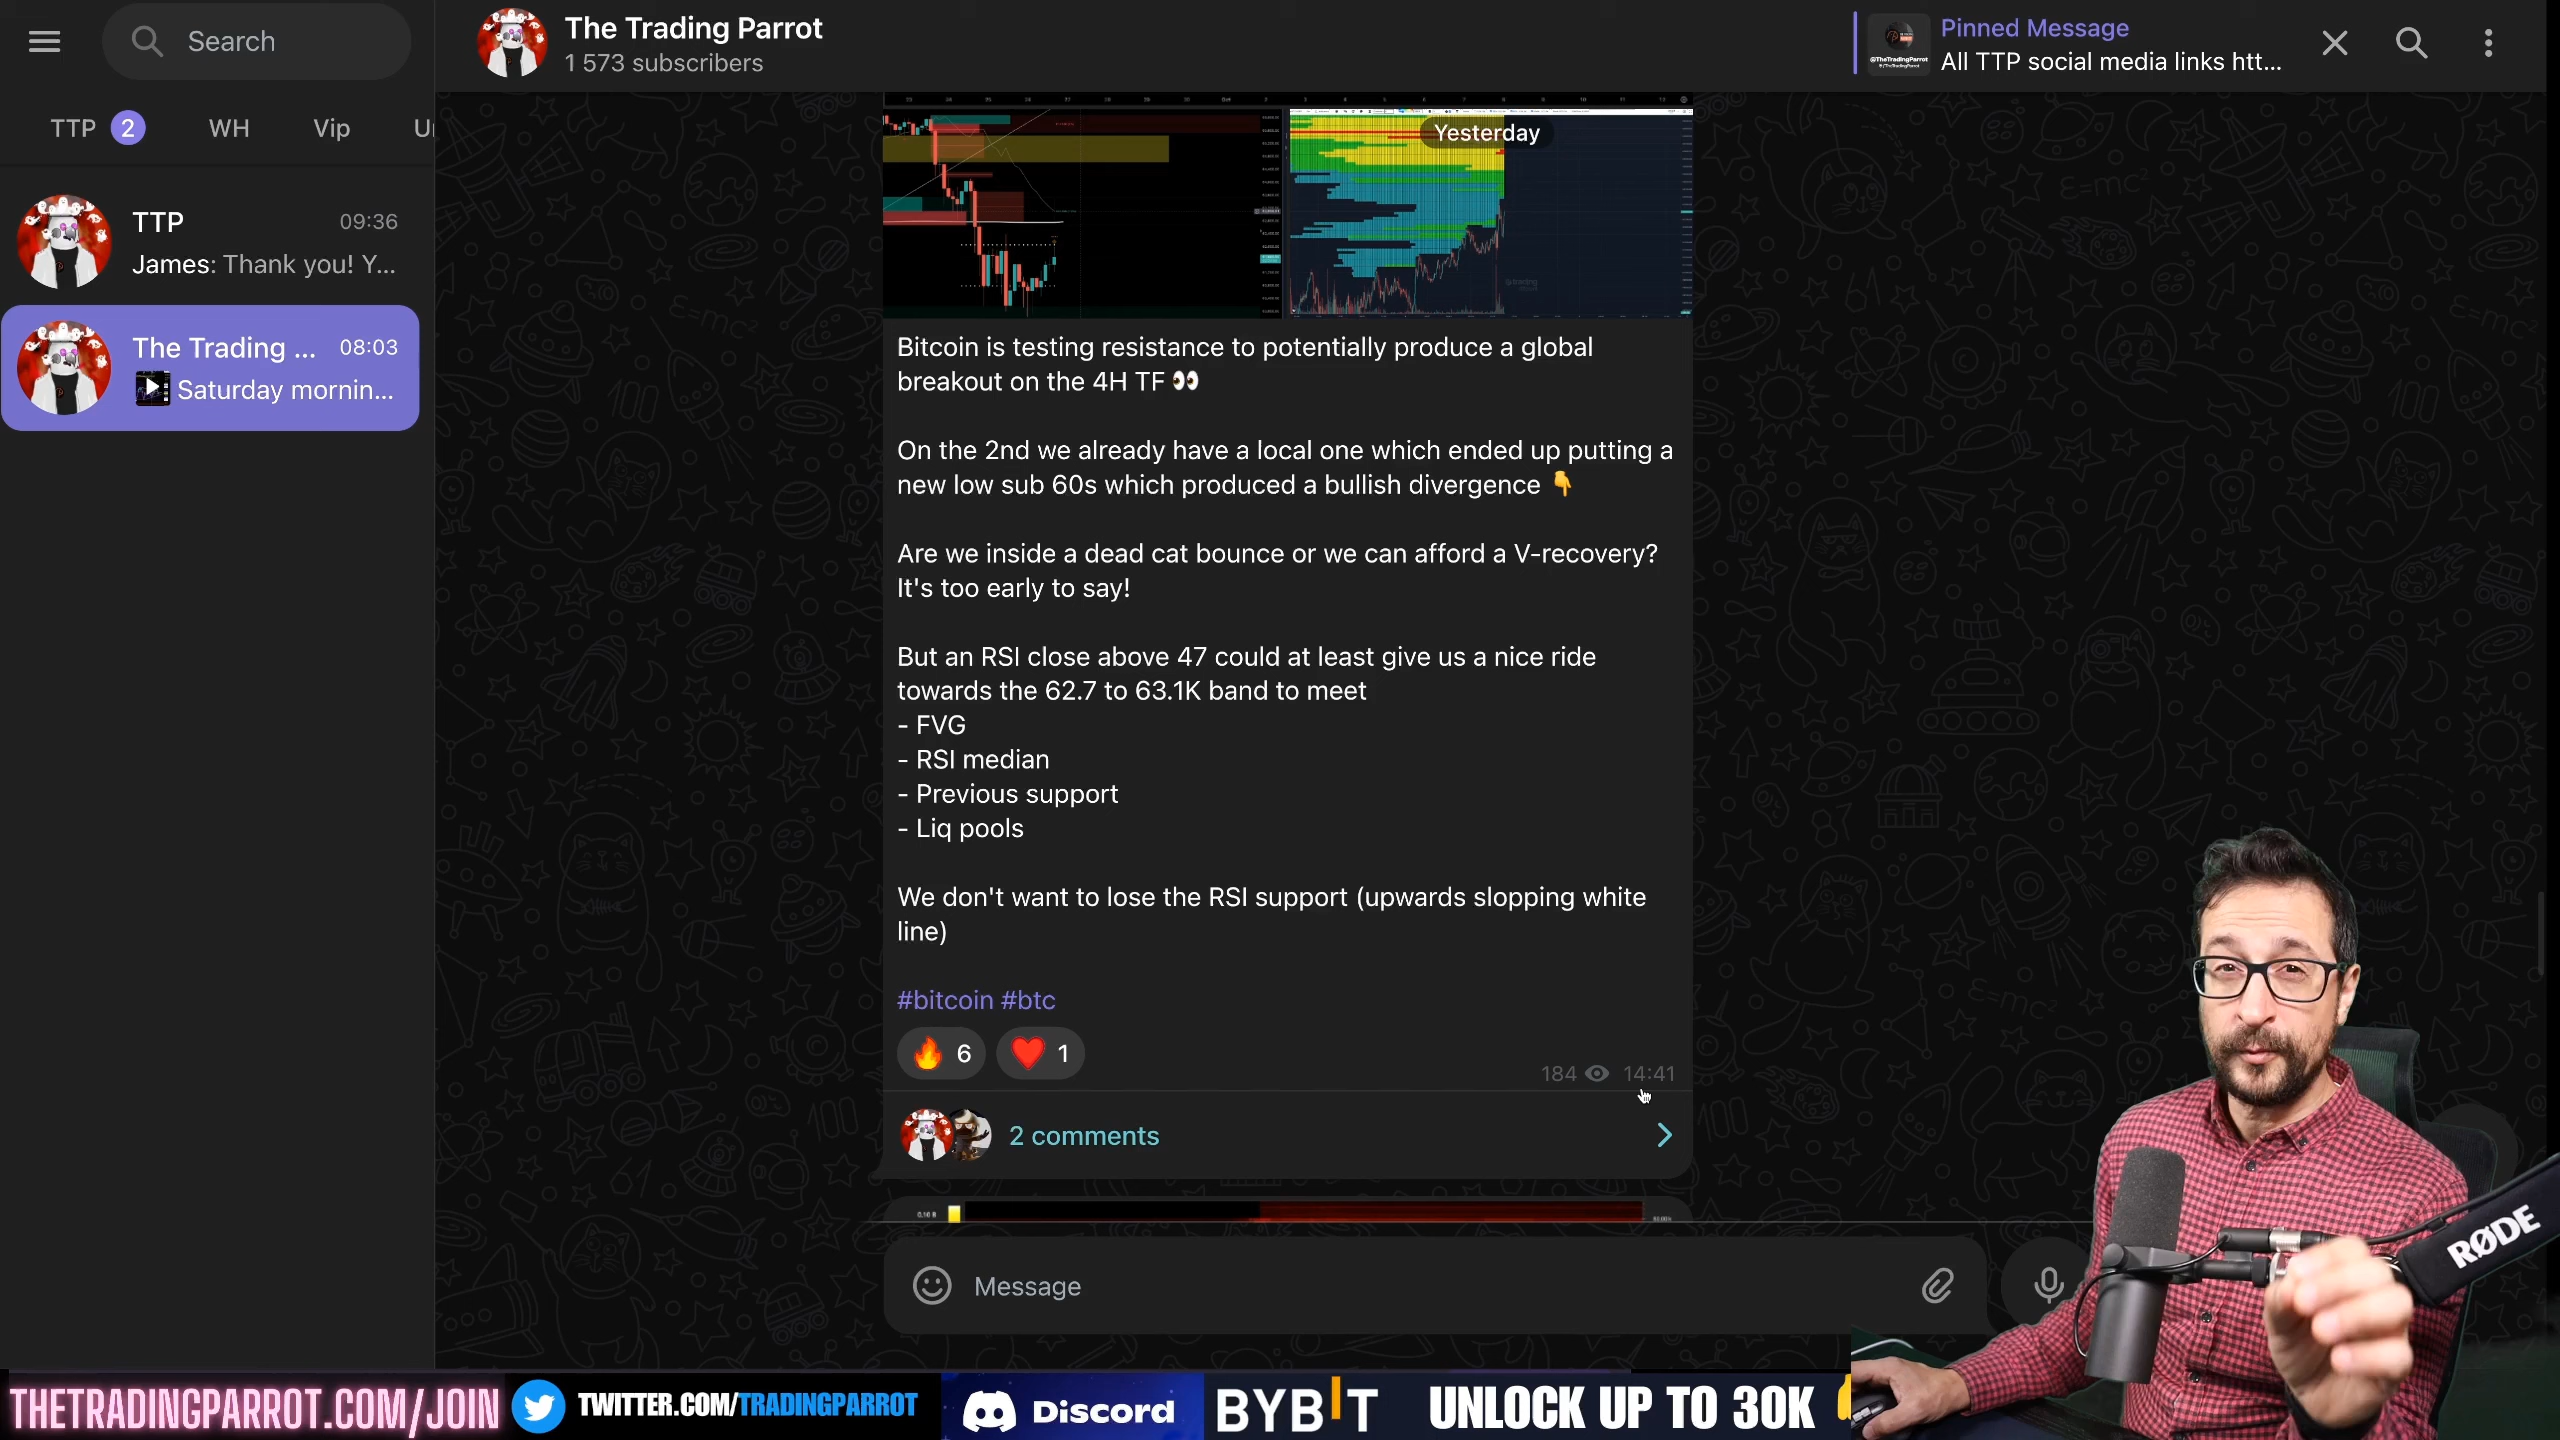 Search
The Trading Parrot
1 573 subscribers
Pinned Message
All TTP social media links htt...
TTP 2 WH Vip
TTP 09:36
James: Thank you! Y...
The Trading ... 08:03
Saturday mornin...
Yesterday
@TheTradingParrot
Bitcoin is testing resistance to potentially produce a global
breakout on the 4H TF 👀
On the 2nd we already have a local one which ended up putting a
new low sub 60s which produced a bullish divergence 👇
Are we inside a dead cat bounce or we can afford a V-recovery?
It's too early to say!
But an RSI close above 47 could at least give us a nice ride
towards the 62.7 to 63.1K band to meet
- FVG
- RSI median
- Previous support
- Liq pools
We don't want to lose the RSI support (upwards slopping white
line)
#bitcoin #btc
🔥 6 ❤️ 1
184 14:41
2 comments
Message
RØDE
THETRADINGPARROT.COM/JOIN TWITTER.COM/TRADINGPARROT Discord BYBIT UNLOCK UP TO 30K